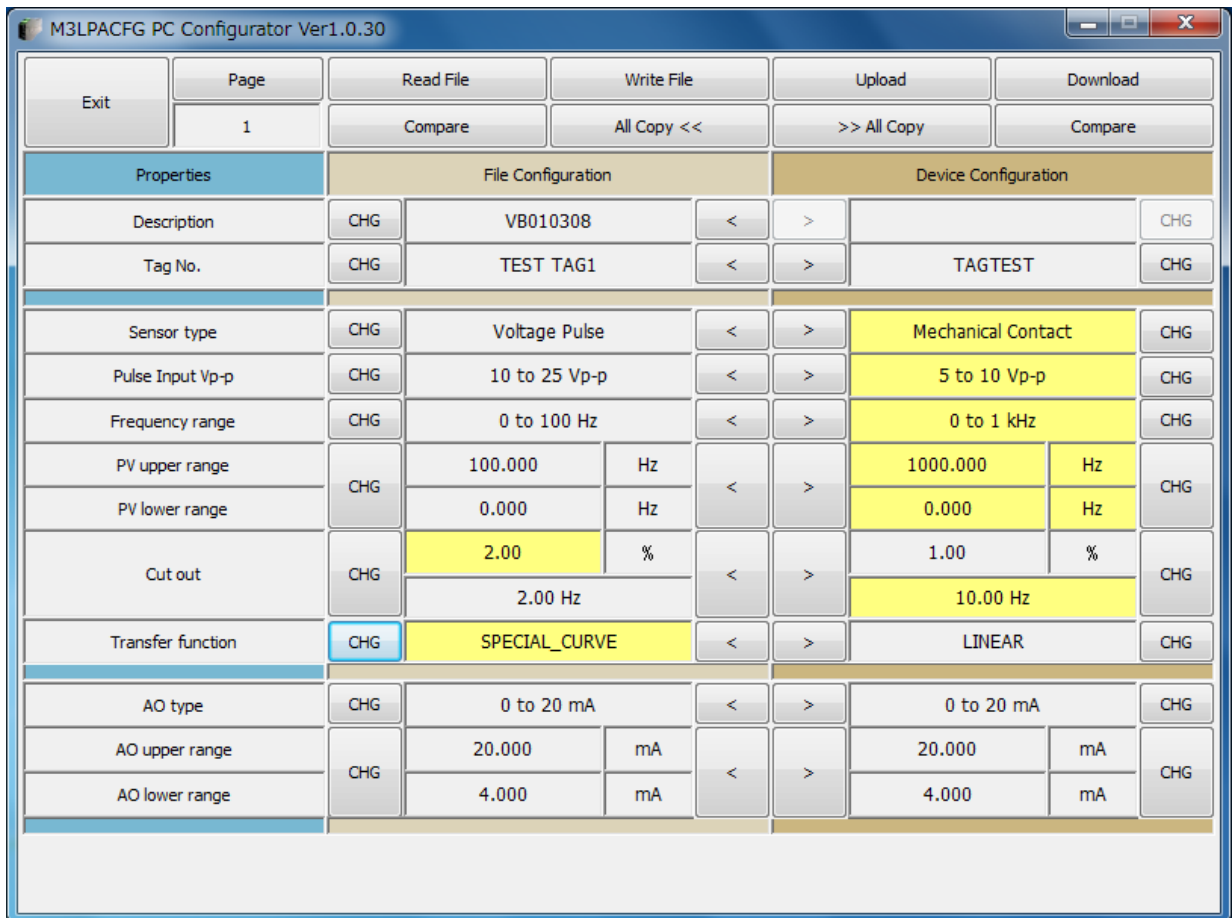 M3LPACFG PC Configurator Ver1.0.30
Exit Page Read File Write File Upload Download
1 Compare All Copy << >> All Copy Compare
Properties File Configuration Device Configuration
Description CHG VB010308 < > CHG
Tag No. CHG TEST TAG1 < > TAGTEST CHG
Sensor type CHG Voltage Pulse < > Mechanical Contact CHG
Pulse Input Vp-p CHG 10 to 25 Vp-p < > 5 to 10 Vp-p CHG
Frequency range CHG 0 to 100 Hz < > 0 to 1 kHz CHG
PV upper range CHG 100.000 Hz < > 1000.000 Hz CHG
PV lower range 0.000 Hz 0.000 Hz
Cut out CHG 2.00 % < > 1.00 % CHG
2.00 Hz 10.00 Hz
Transfer function CHG SPECIAL_CURVE < > LINEAR CHG
AO type CHG 0 to 20 mA < > 0 to 20 mA CHG
AO upper range CHG 20.000 mA < > 20.000 mA CHG
AO lower range 4.000 mA 4.000 mA